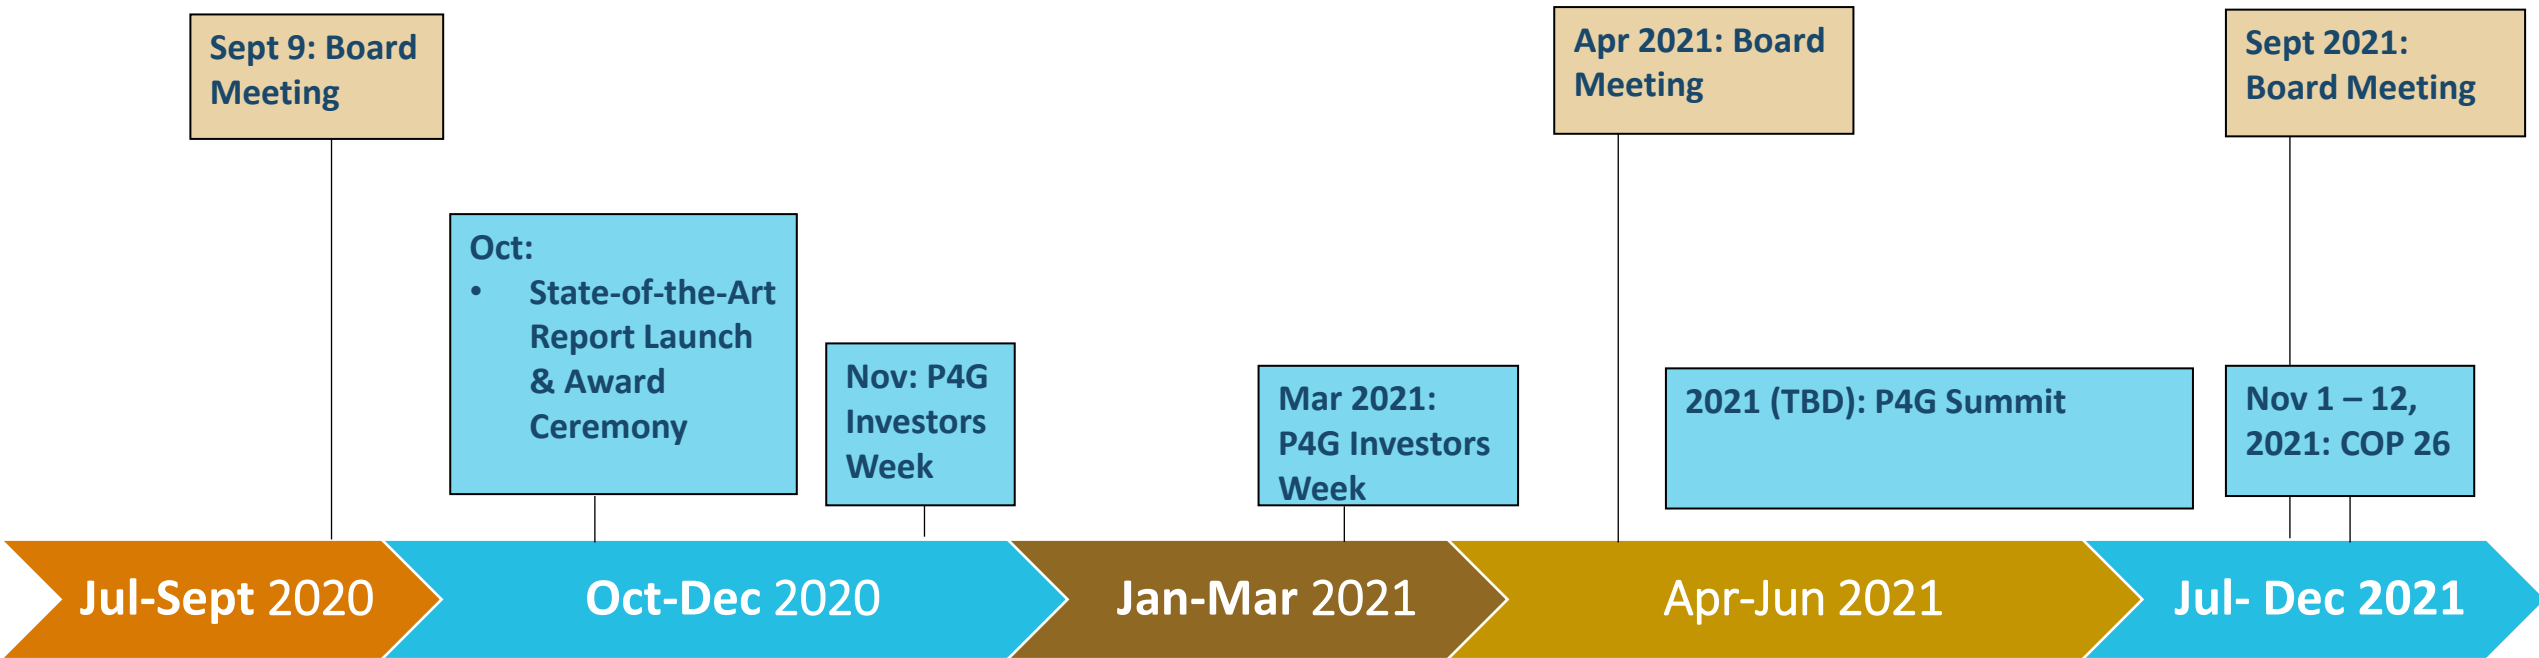 Sept 9: Board
Meeting
Apr 2021: Board
Meeting
Sept 2021:
Board Meeting
Oct:
• State-of-the-Art
Report Launch
& Award
Ceremony
Nov: P4G
Investors
Week
Mar 2021:
P4G Investors
Week
2021 (TBD): P4G Summit
Nov 1 – 12,
2021: COP 26
Jul-Sept 2020
Oct-Dec 2020
Jan-Mar 2021
Apr-Jun 2021
Jul- Dec 2021